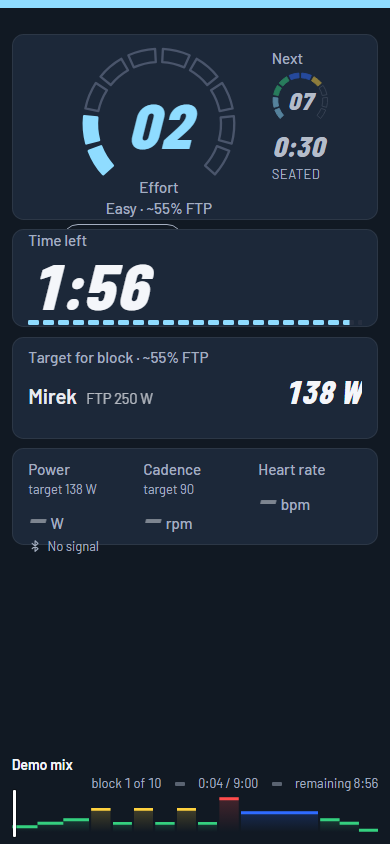 Next
02
07
0:30
SEATED
Effort
Easy · ~55% FTP
Time left
1:56
Target for block · ~55% FTP
Mirek FTP 250 W 138 W
Power Cadence Heart rate
target 138 W target 90
— W — rpm — bpm
No signal
Demo mix
block 1 of 10 — 0:04 / 9:00 — remaining 8:56